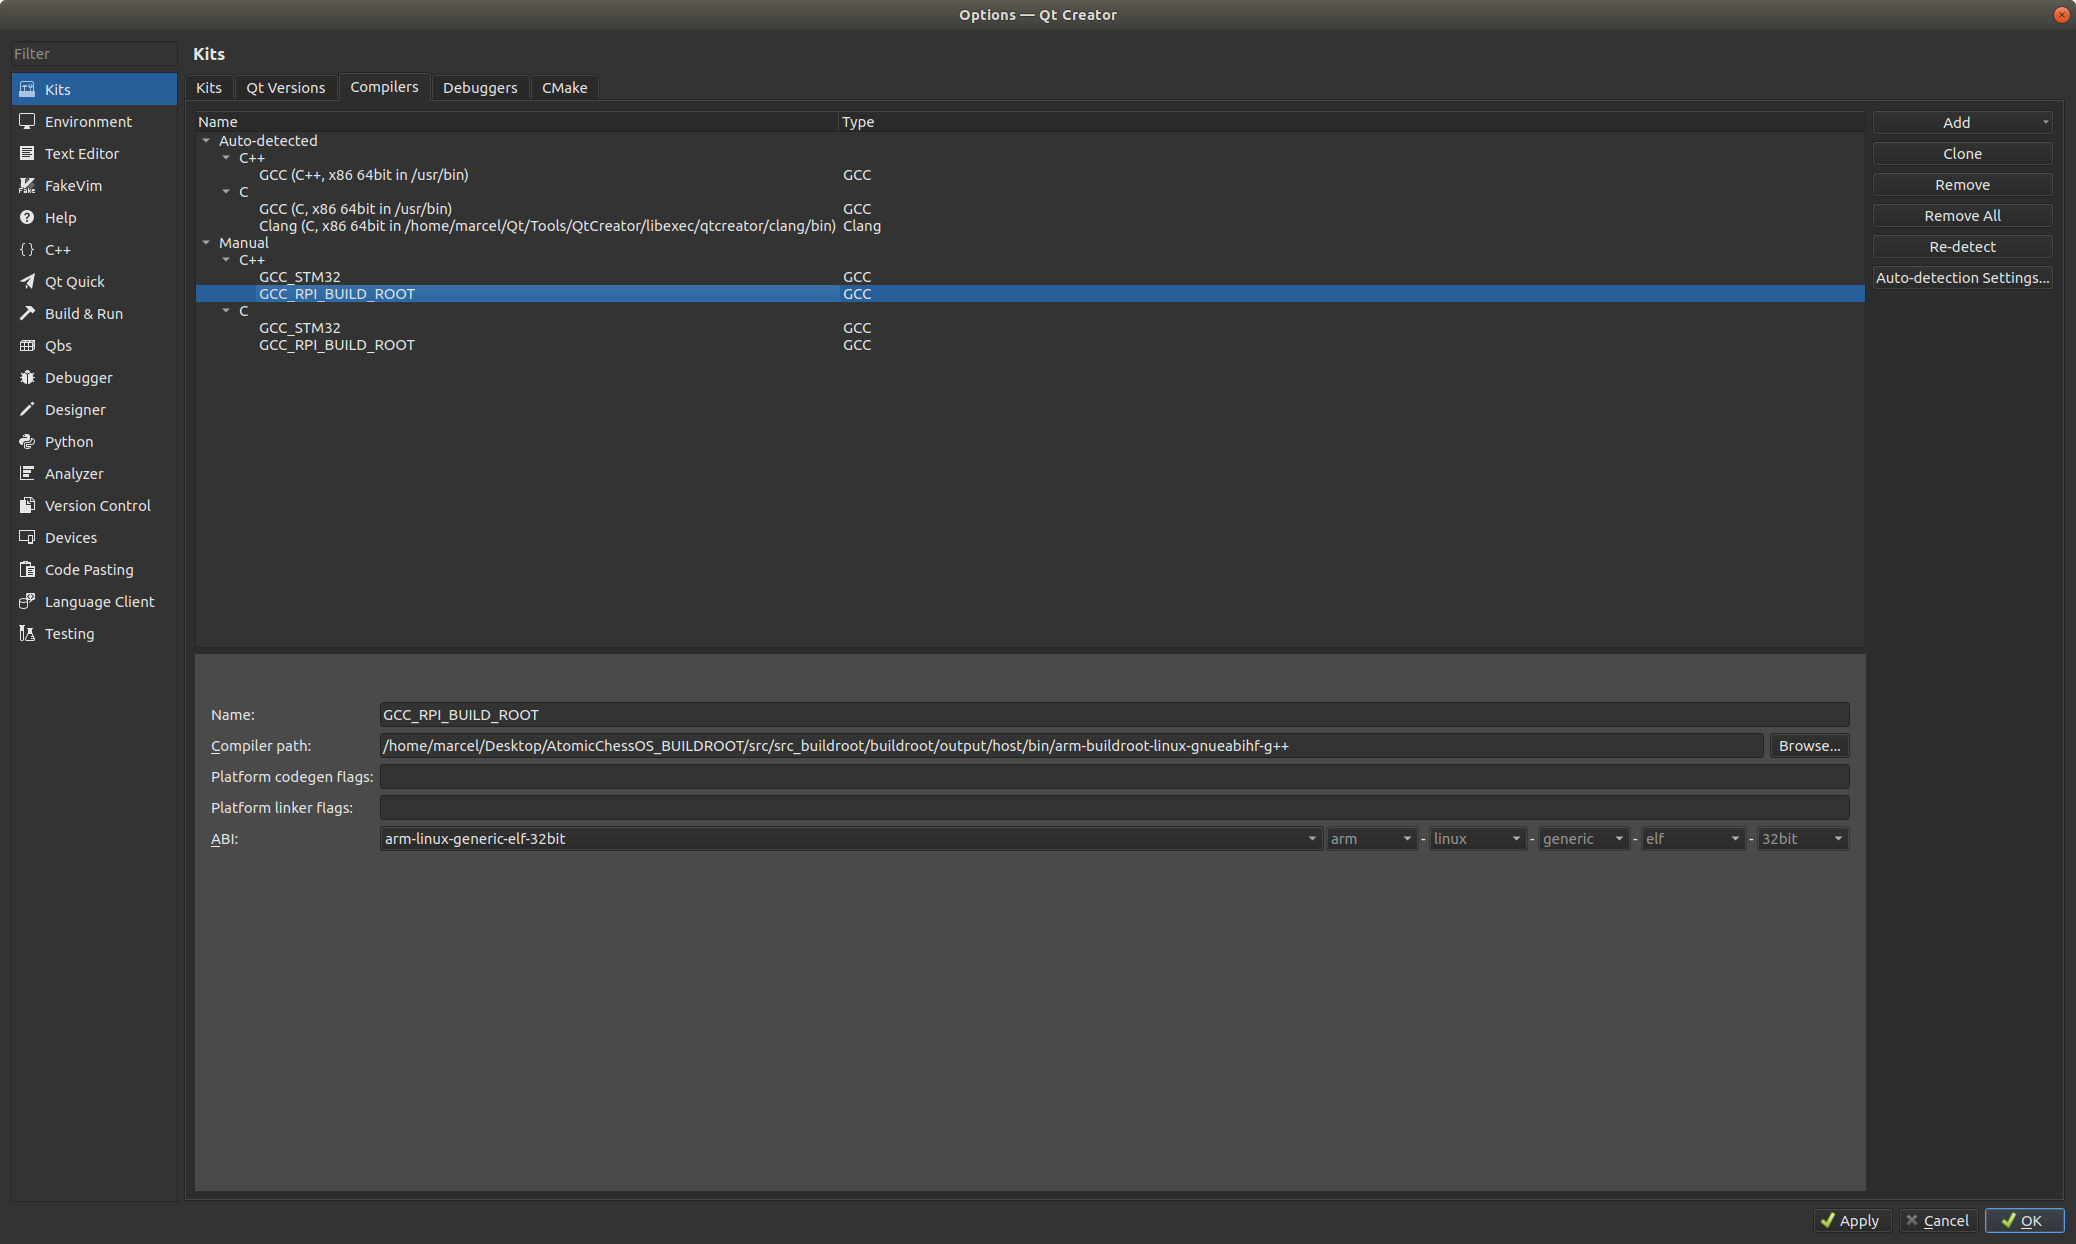 Options — Qt Creator
Filter
Kits
Environment
Text Editor
FakeVim
Help
C++
Qt Quick
Build & Run
Qbs
Debugger
Designer
Python
Analyzer
Version Control
Devices
Code Pasting
Language Client
Testing
Kits
Kits Qt Versions Compilers Debuggers CMake
Name Type
Auto-detected
C++
GCC (C++, x86 64bit in /usr/bin) GCC
C
GCC (C, x86 64bit in /usr/bin) GCC
Clang (C, x86 64bit in /home/marcel/Qt/Tools/QtCreator/libexec/qtcreator/clang/bin) Clang
Manual
C++
GCC_STM32 GCC
GCC_RPI_BUILD_ROOT GCC
C
GCC_STM32 GCC
GCC_RPI_BUILD_ROOT GCC
Add
Clone
Remove
Remove All
Re-detect
Auto-detection Settings...
Name: GCC_RPI_BUILD_ROOT
Compiler path: /home/marcel/Desktop/AtomicChessOS_BUILDROOT/src/src_buildroot/buildroot/output/host/bin/arm-buildroot-linux-gnueabihf-g++ Browse...
Platform codegen flags:
Platform linker flags:
ABI: arm-linux-generic-elf-32bit arm - linux - generic - elf - 32bit
Apply Cancel OK